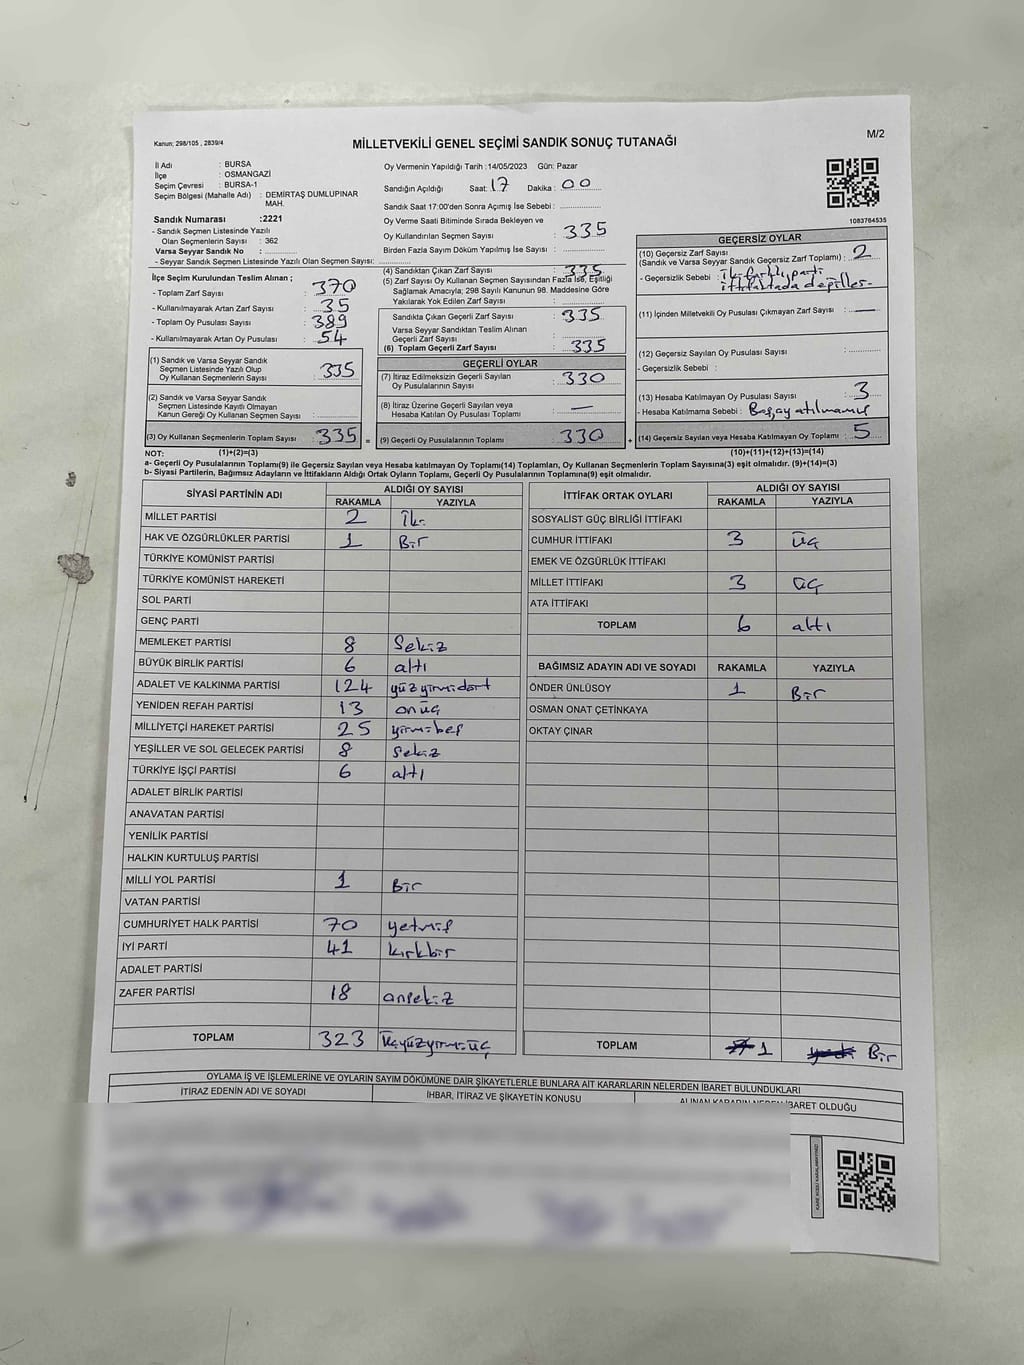 Kanun; 298/105 , 2839/4
MİLLETVEKİLİ GENEL SEÇİMİ SANDIK SONUÇ TUTANAĞI
M/2
İl Adı : BURSA
İlçe : OSMANGAZİ
Seçim Çevresi : BURSA-1
Seçim Bölgesi (Mahalle Adı) : DEMİRTAŞ DUMLUPINAR MAH.
Sandık Numarası :2221
- Sandık Seçmen Listesinde Yazılı
Olan Seçmenlerin Sayısı : 362
Varsa Seyyar Sandık No :
- Seyyar Sandık Seçmen Listesinde Yazılı Olan Seçmen Sayısı:
Oy Vermenin Yapıldığı Tarih :14/05/2023 Gün: Pazar
Sandığın Açıldığı Saat: 17 Dakika : 00
Sandık Saat 17:00'den Sonra Açımış İse Sebebi :
Oy Verme Saati Bitiminde Sırada Bekleyen ve
Oy Kullandırılan Seçmen Sayısı : 335
Birden Fazla Sayım Döküm Yapılmış İse Sayısı :
1083764535
İlçe Seçim Kurulundan Teslim Alınan ;
- Toplam Zarf Sayısı : 370
- Kullanılmayarak Artan Zarf Sayısı : 35
- Toplam Oy Pusulası Sayısı : 389
- Kullanılmayarak Artan Oy Pusulası : 54
(1) Sandık ve Varsa Seyyar Sandık
Seçmen Listesinde Yazılı Olup
Oy Kullanan Seçmenlerin Sayısı : 335
(2) Sandık ve Varsa Seyyar Sandık
Seçmen Listesinde Kayıtlı Olmayan
Kanun Gereği Oy Kullanan Seçmen Sayısı :
(3) Oy Kullanan Seçmenlerin Toplam Sayısı : 335 =
(4) Sandıktan Çıkan Zarf Sayısı : 335
(5) Zarf Sayısı Oy Kullanan Seçmen Sayısından Fazla İse, Eşitliği
Sağlamak Amacıyla; 298 Sayılı Kanunun 98. Maddesine Göre
Yakılarak Yok Edilen Zarf Sayısı :
Sandıkta Çıkan Geçerli Zarf Sayısı : 335
Varsa Seyyar Sandıktan Teslim Alınan
Geçerli Zarf Sayısı :
(6) Toplam Geçerli Zarf Sayısı : 335
GEÇERLİ OYLAR
(7) İtiraz Edilmeksizin Geçerli Sayılan
Oy Pusulalarının Sayısı : 330
(8) İtiraz Üzerine Geçerli Sayılan veya
Hesaba Katılan Oy Pusulası Toplamı : —
(9) Geçerli Oy Pusulalarının Toplamı : 330 +
GEÇERSİZ OYLAR
(10) Geçersiz Zarf Sayısı
(Sandık ve Varsa Seyyar Sandık Geçersiz Zarf Toplamı) : 2
- Geçersizlik Sebebi : İki farklı parti
ittifaktada değiller.
(11) İçinden Milletvekili Oy Pusulası Çıkmayan Zarf Sayısı : —
(12) Geçersiz Sayılan Oy Pusulası Sayısı :
- Geçersizlik Sebebi :
(13) Hesaba Katılmayan Oy Pusulası Sayısı : 3
- Hesaba Katılmama Sebebi : Boş, oy atılmamış
(14) Geçersiz Sayılan veya Hesaba Katılmayan Oy Toplamı : 5
NOT: (1)+(2)=(3) (10)+(11)+(12)+(13)=(14)
a- Geçerli Oy Pusulalarının Toplamı(9) ile Geçersiz Sayılan veya Hesaba katılmayan Oy Toplamı(14) Toplamları, Oy Kullanan Seçmenlerin Toplam Sayısına(3) eşit olmalıdır. (9)+(14)=(3)
b- Siyasi Partilerin, Bağımsız Adayların ve İttifakların Aldığı Ortak Oyların Toplamı, Geçerli Oy Pusulalarının Toplamına(9) eşit olmalıdır.
SİYASİ PARTİNİN ADI ALDIĞI OY SAYISI
RAKAMLA YAZIYLA
MİLLET PARTİSİ 2 İki
HAK VE ÖZGÜRLÜKLER PARTİSİ 1 Bir
TÜRKİYE KOMÜNİST PARTİSİ
TÜRKİYE KOMÜNİST HAREKETİ
SOL PARTİ
GENÇ PARTİ
MEMLEKET PARTİSİ 8 Sekiz
BÜYÜK BİRLİK PARTİSİ 6 altı
ADALET VE KALKINMA PARTİSİ 124 yüzyirmidört
YENİDEN REFAH PARTİSİ 13 onüç
MİLLİYETÇİ HAREKET PARTİSİ 25 yirmibeş
YEŞİLLER VE SOL GELECEK PARTİSİ 8 Sekiz
TÜRKİYE İŞÇİ PARTİSİ 6 altı
ADALET BİRLİK PARTİSİ
ANAVATAN PARTİSİ
YENİLİK PARTİSİ
HALKIN KURTULUŞ PARTİSİ
MİLLİ YOL PARTİSİ 1 Bir
VATAN PARTİSİ
CUMHURİYET HALK PARTİSİ 70 yetmiş
İYİ PARTİ 41 kırkbir
ADALET PARTİSİ
ZAFER PARTİSİ 18 onsekiz
TOPLAM 323 Üçyüzyirmiüç
İTTİFAK ORTAK OYLARI ALDIĞI OY SAYISI
RAKAMLA YAZIYLA
SOSYALİST GÜÇ BİRLİĞİ İTTİFAKI
CUMHUR İTTİFAKI 3 üç
EMEK VE ÖZGÜRLÜK İTTİFAKI
MİLLET İTTİFAKI 3 üç
ATA İTTİFAKI
TOPLAM 6 altı
BAĞIMSIZ ADAYIN ADI VE SOYADI RAKAMLA YAZIYLA
ÖNDER ÜNLÜSOY 1 Bir
OSMAN ONAT ÇETİNKAYA
OKTAY ÇINAR
TOPLAM 1 Bir
OYLAMA İŞ VE İŞLEMLERİNE VE OYLARIN SAYIM DÖKÜMÜNE DAİR ŞİKAYETLERLE BUNLARA AİT KARARLARIN NELERDEN İBARET BULUNDUKLARI
İTİRAZ EDENİN ADI VE SOYADI İHBAR, İTİRAZ VE ŞİKAYETİN KONUSU ALINAN KARARIN NEDEN İBARET OLDUĞU